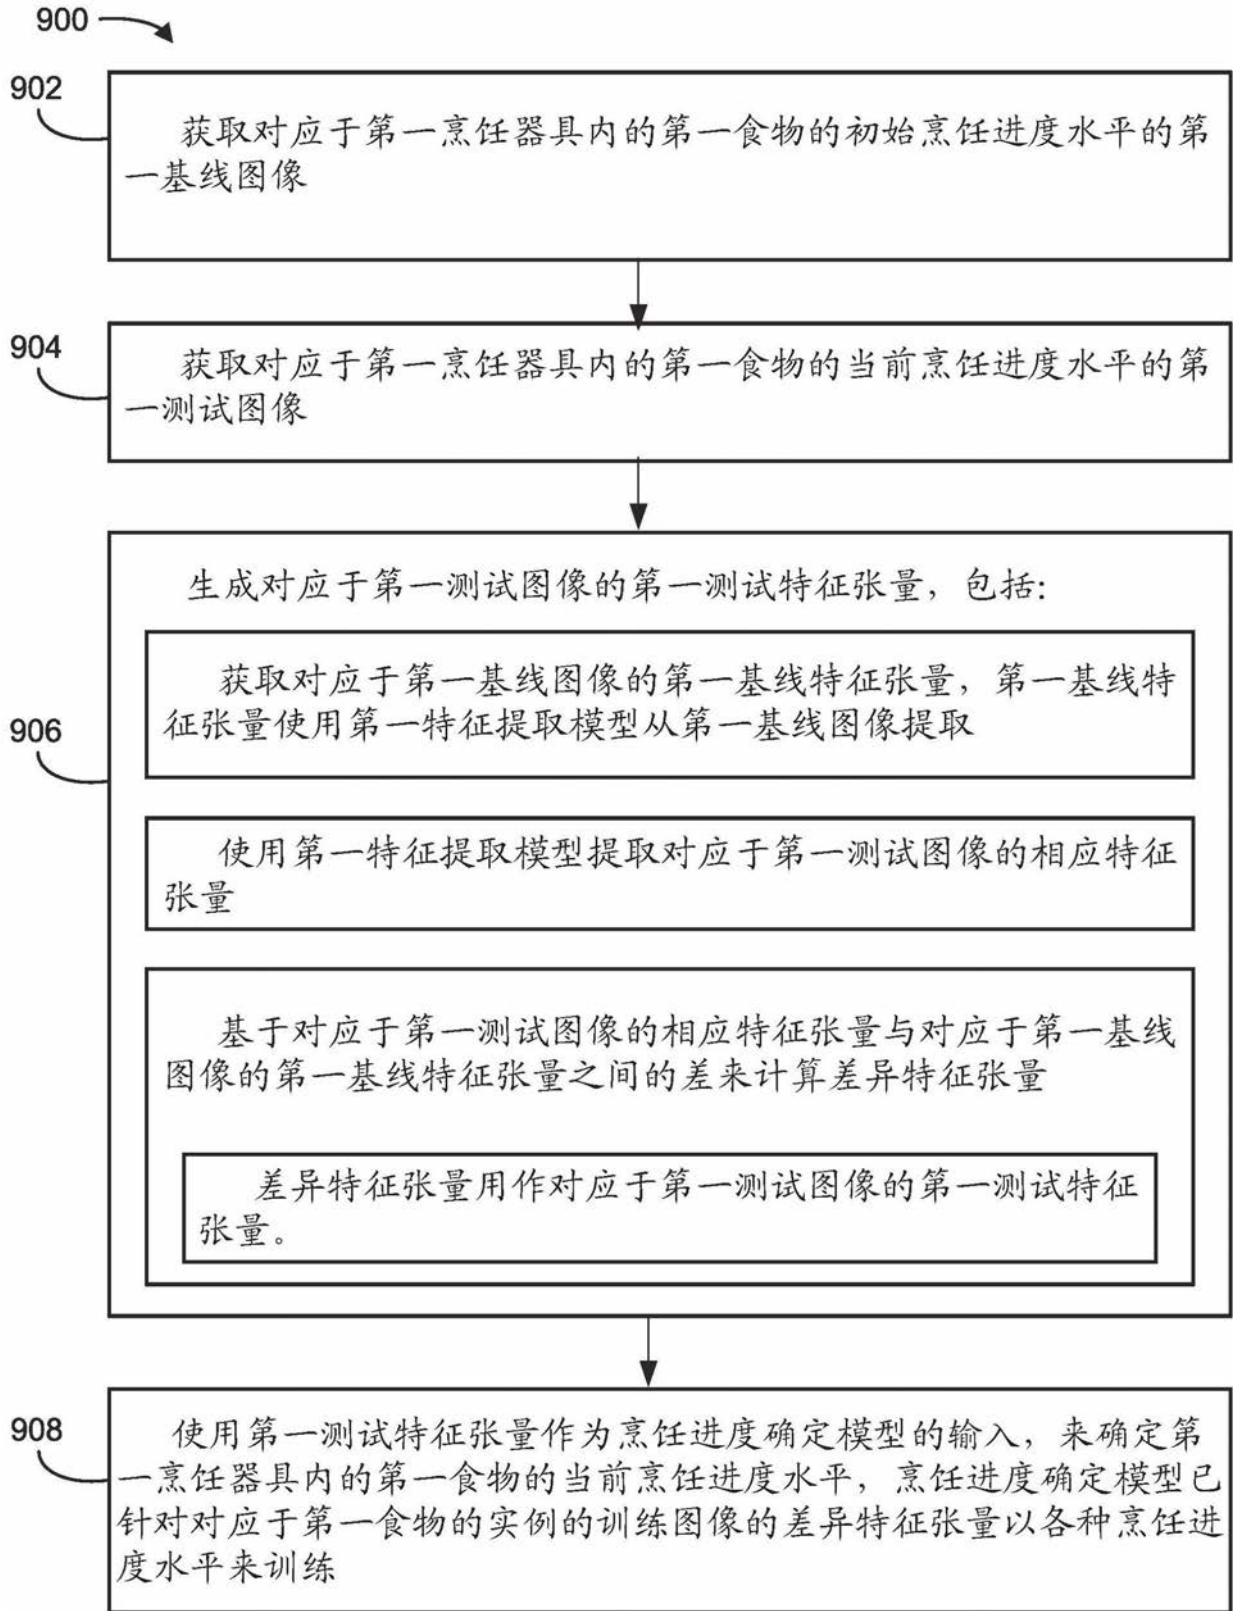 900
902
获取对应于第一烹饪器具内的第一食物的初始烹饪进度水平的第
一基线图像
904
获取对应于第一烹饪器具内的第一食物的当前烹饪进度水平的第
一测试图像
906
生成对应于第一测试图像的第一测试特征张量，包括：
获取对应于第一基线图像的第一基线特征张量，第一基线特
征张量使用第一特征提取模型从第一基线图像提取
使用第一特征提取模型提取对应于第一测试图像的相应特征
张量
基于对应于第一测试图像的相应特征张量与对应于第一基线
图像的第一基线特征张量之间的差来计算差异特征张量
差异特征张量用作对应于第一测试图像的第一测试特征
张量。
908
使用第一测试特征张量作为烹饪进度确定模型的输入，来确定第
一烹饪器具内的第一食物的当前烹饪进度水平，烹饪进度确定模型已
针对对应于第一食物的实例的训练图像的差异特征张量以各种烹饪进
度水平来训练